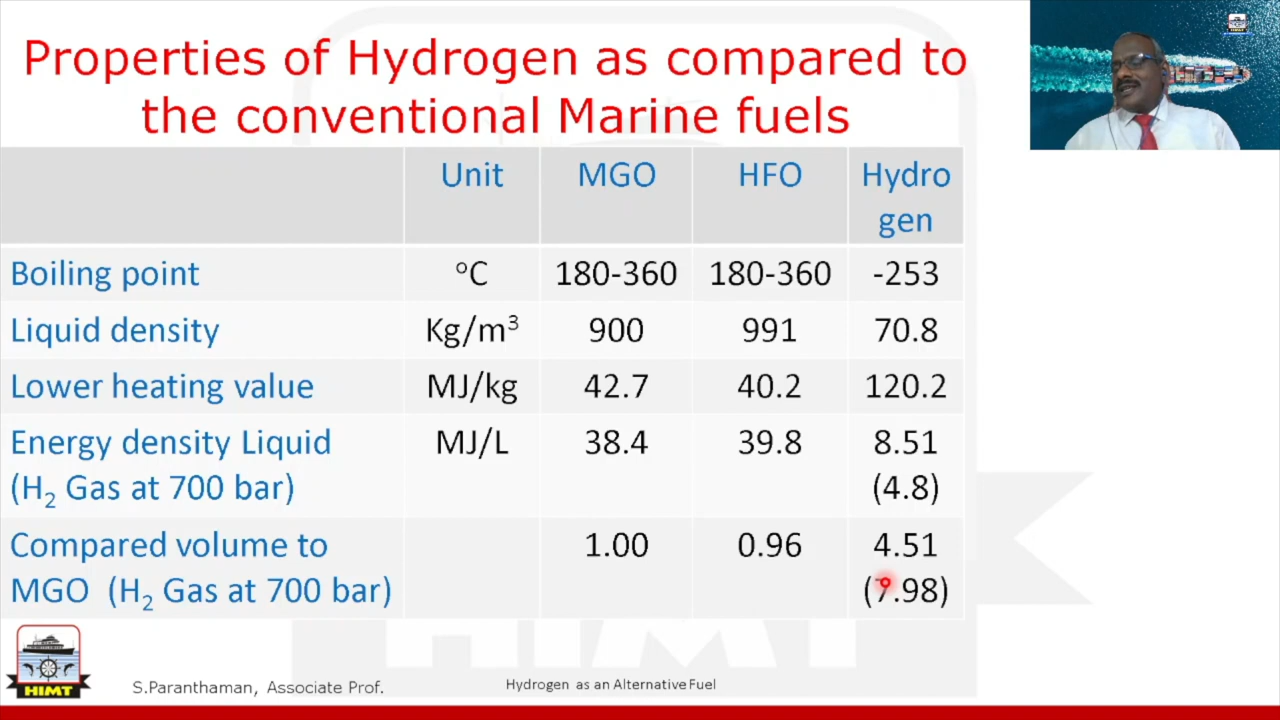 Properties of Hydrogen as compared to
the conventional Marine fuels
Unit MGO HFO Hydro
gen
Boiling point °C 180-360 180-360 -253
Liquid density Kg/m³ 900 991 70.8
Lower heating value MJ/kg 42.7 40.2 120.2
Energy density Liquid MJ/L 38.4 39.8 8.51
(H₂ Gas at 700 bar) (4.8)
Compared volume to 1.00 0.96 4.51
MGO (H₂ Gas at 700 bar) (7.98)
HIMT
HIMT
S.Paranthaman, Associate Prof.
Hydrogen as an Alternative Fuel
HIMT